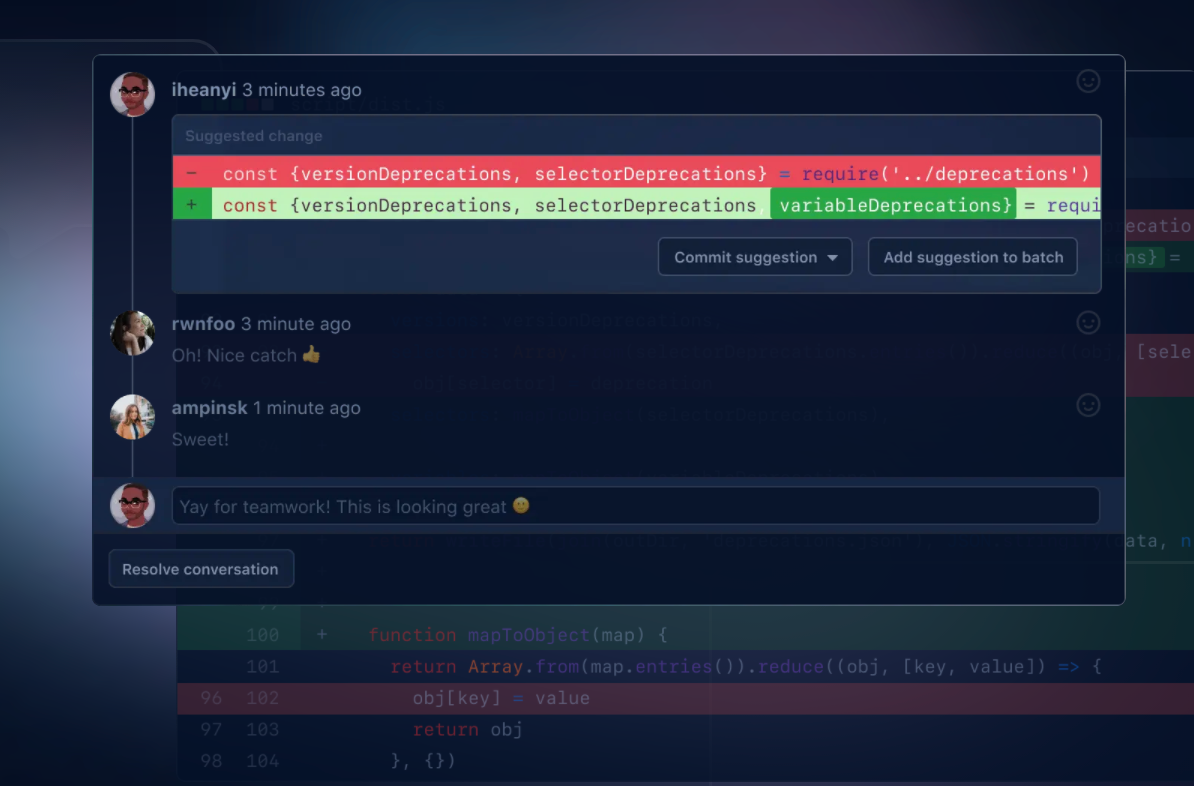 iheanyi 3 minutes ago
Suggested change
- const {versionDeprecations, selectorDeprecations} = require('../deprecations')
+ const {versionDeprecations, selectorDeprecations, variableDeprecations} = requi
Commit suggestion
Add suggestion to batch
ns} =
rwnfoo 3 minute ago
Oh! Nice catch 👍
[sele
ampinsk 1 minute ago
Sweet!
Yay for teamwork! This is looking great 🙂
ata, n
Resolve conversation
100 + function mapToObject(map) {
101 return Array.from(map.entries()).reduce((obj, [key, value]) => {
96 102 obj[key] = value
97 103 return obj
98 104 }, {})